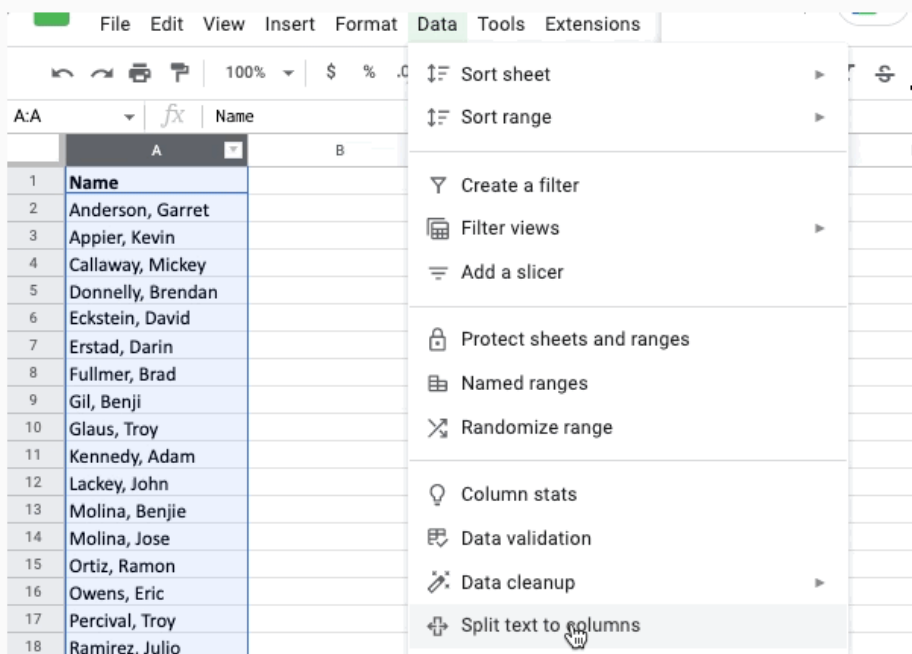 File Edit View Insert Format Data Tools Extensions
100% $ % .0
A:A fx Name
A B
1 Name
2 Anderson, Garret
3 Appier, Kevin
4 Callaway, Mickey
5 Donnelly, Brendan
6 Eckstein, David
7 Erstad, Darin
8 Fullmer, Brad
9 Gil, Benji
10 Glaus, Troy
11 Kennedy, Adam
12 Lackey, John
13 Molina, Benjie
14 Molina, Jose
15 Ortiz, Ramon
16 Owens, Eric
17 Percival, Troy
18 Ramirez, Julio
Sort sheet
Sort range
Create a filter
Filter views
Add a slicer
Protect sheets and ranges
Named ranges
Randomize range
Column stats
Data validation
Data cleanup
Split text to columns